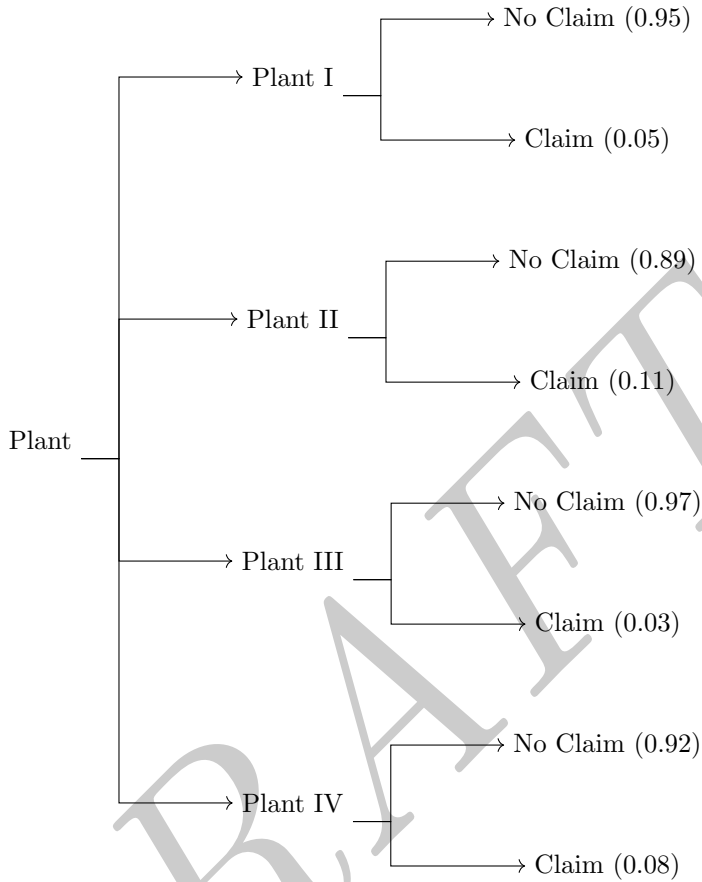 No Claim (0.95)
Plant I
Claim (0.05)
No Claim (0.89)
Plant II
Claim (0.11)
Plant
No Claim (0.97)
Plant III
Claim (0.03)
No Claim (0.92)
Plant IV
Claim (0.08)
RAFT